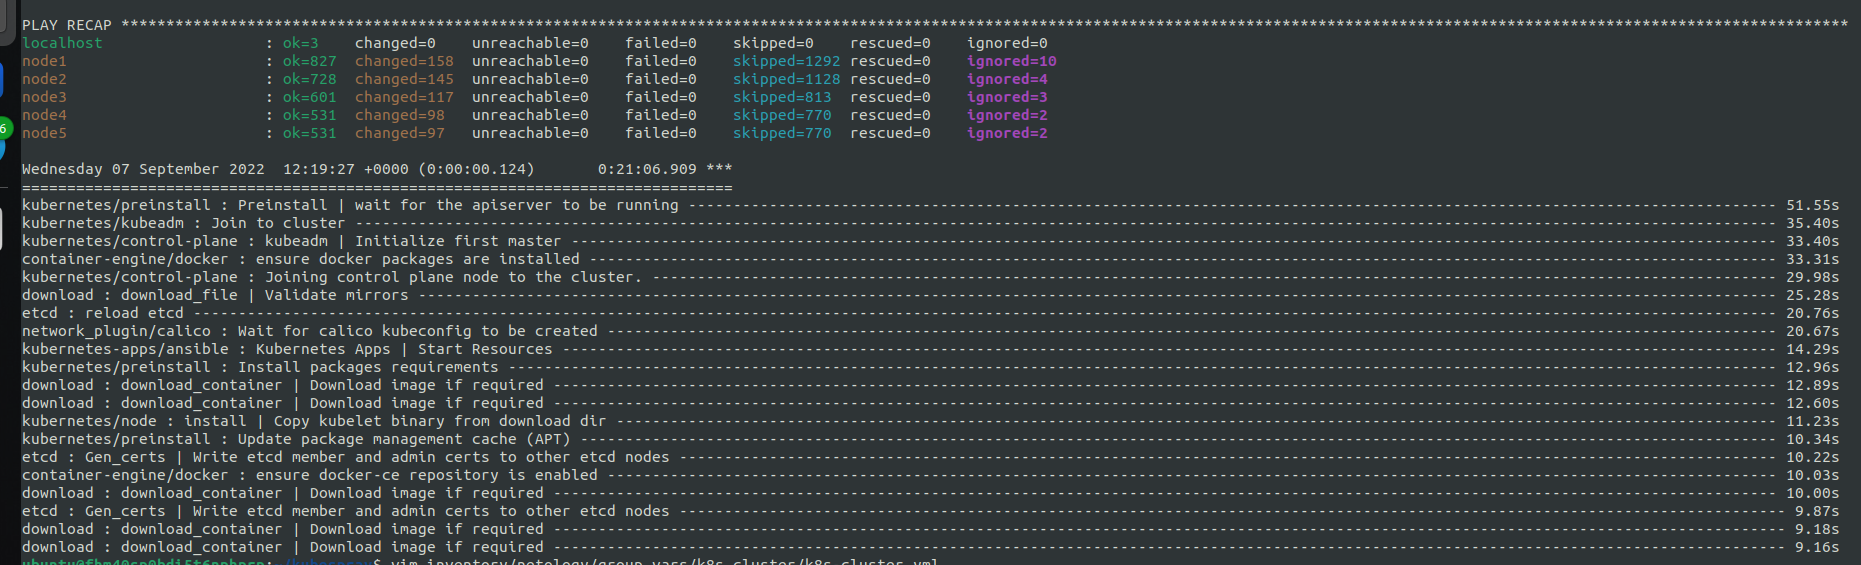 PLAY RECAP ************************************************************************************************************************************************************************************************
localhost : ok=3 changed=0 unreachable=0 failed=0 skipped=0 rescued=0 ignored=0
node1 : ok=827 changed=158 unreachable=0 failed=0 skipped=1292 rescued=0 ignored=10
node2 : ok=728 changed=145 unreachable=0 failed=0 skipped=1128 rescued=0 ignored=4
node3 : ok=601 changed=117 unreachable=0 failed=0 skipped=813 rescued=0 ignored=3
node4 : ok=531 changed=98 unreachable=0 failed=0 skipped=770 rescued=0 ignored=2
node5 : ok=531 changed=97 unreachable=0 failed=0 skipped=770 rescued=0 ignored=2
6
Wednesday 07 September 2022 12:19:27 +0000 (0:00:00.124) 0:21:06.909 ***
===============================================================================
kubernetes/preinstall : Preinstall | wait for the apiserver to be running --- 51.55s
kubernetes/kubeadm : Join to cluster --- 35.40s
kubernetes/control-plane : kubeadm | Initialize first master --- 33.40s
container-engine/docker : ensure docker packages are installed --- 33.31s
kubernetes/control-plane : Joining control plane node to the cluster. --- 29.98s
download : download_file | Validate mirrors --- 25.28s
etcd : reload etcd --- 20.76s
network_plugin/calico : Wait for calico kubeconfig to be created --- 20.67s
kubernetes-apps/ansible : Kubernetes Apps | Start Resources --- 14.29s
kubernetes/preinstall : Install packages requirements --- 12.96s
download : download_container | Download image if required --- 12.89s
download : download_container | Download image if required --- 12.60s
kubernetes/node : install | Copy kubelet binary from download dir --- 11.23s
kubernetes/preinstall : Update package management cache (APT) --- 10.34s
etcd : Gen_certs | Write etcd member and admin certs to other etcd nodes --- 10.22s
container-engine/docker : ensure docker-ce repository is enabled --- 10.03s
download : download_container | Download image if required --- 10.00s
etcd : Gen_certs | Write etcd member and admin certs to other etcd nodes --- 9.87s
download : download_container | Download image if required --- 9.18s
download : download_container | Download image if required --- 9.16s
$ vim inventory/netology/group_vars/k8s_cluster/k8s-cluster.yml